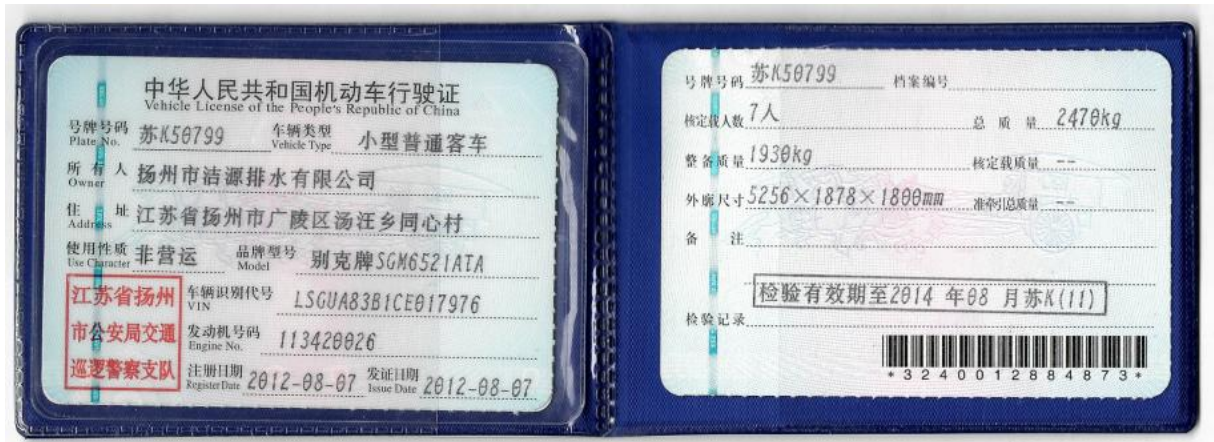 中华人民共和国机动车行驶证
Vehicle License of the People's Republic of China
号牌号码 苏K50799 车辆类型 小型普通客车
Plate No. Vehicle Type
所有人 扬州市洁源排水有限公司
Owner
住址 江苏省扬州市广陵区汤汪乡同心村
Address
使用性质 非营运 品牌型号 别克牌SGM6521ATA
Use Character Model
江苏省扬州
市公安局交通
巡逻警察支队
车辆识别代号 LSGUA83B1CE017976
VIN
发动机号码 113420026
Engine No.
注册日期 2012-08-07 发证日期 2012-08-07
Register Date Issue Date
号牌号码 苏K50799 档案编号
核定载人数 7人 总质量 2470kg
整备质量 1930kg 核定载质量 --
外廓尺寸 5256×1878×1800mm 准牵引总质量 --
备注
检验有效期至2014 年08 月苏K(11)
检验记录
*3240012884873*